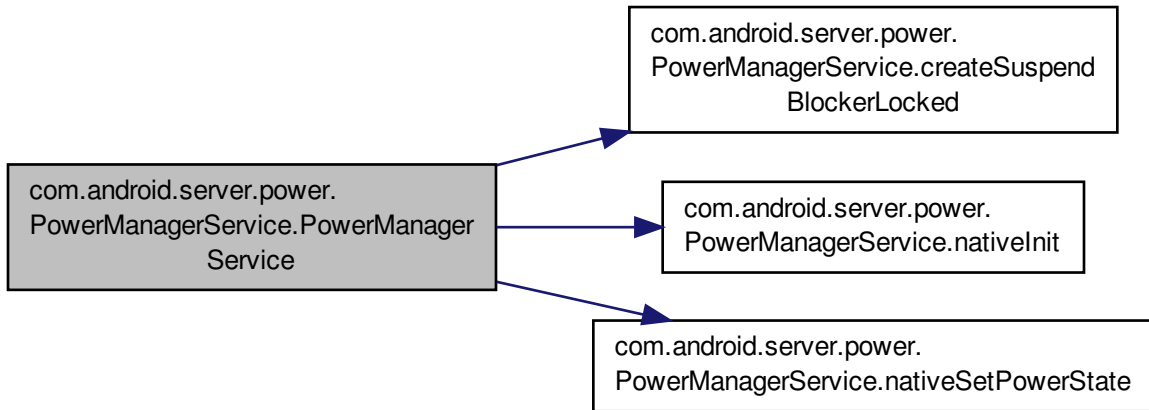 com.android.server.power.
PowerManagerService.createSuspend
BlockerLocked
com.android.server.power.
PowerManagerService.PowerManager
Service
com.android.server.power.
PowerManagerService.nativeInit
com.android.server.power.
PowerManagerService.nativeSetPowerState